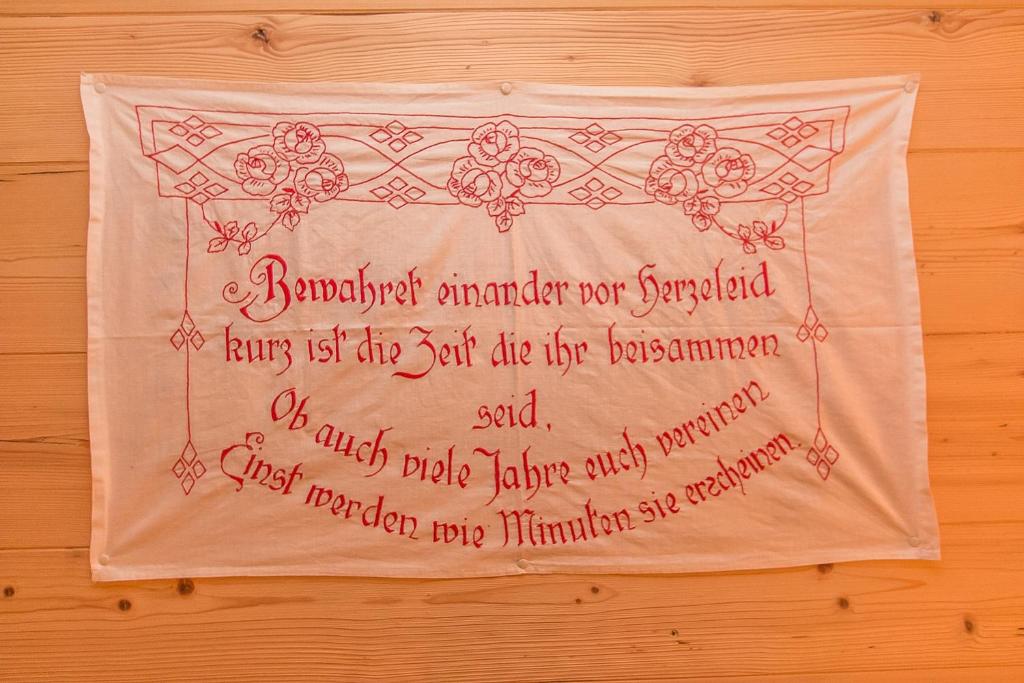 Bewahret einander vor Herzeleid
kurz ist die Zeit die ihr beisammen
seid,
Ob auch viele Jahre euch vereinen
Einst werden wie Minuten sie erscheinen.